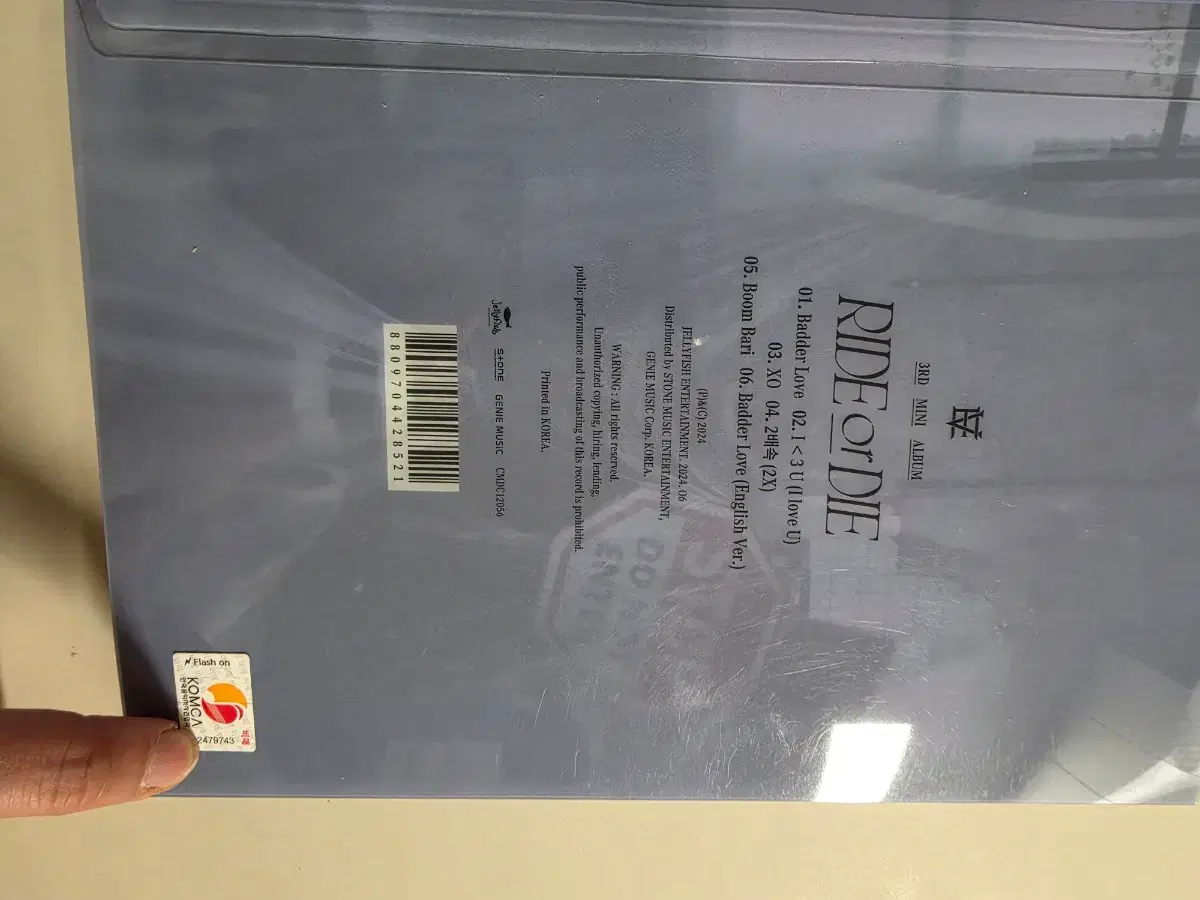 3RD MINI ALBUM
RIDE or DIE
01. Badder Love 02. I < 3 U (I love U)
03. XO 04. 2배속 (2X)
05. Boom Bari 06. Badder Love (English Ver.)
(P)&(C) 2024
JELLYFISH ENTERTAINMENT. 2024. 06
Distributed by STONE MUSIC ENTERTAINMENT,
GENIE MUSIC Corp. KOREA.
WARNING : All rights reserved.
Unauthorized copying, hiring, lending,
public performance and broadcasting of this record is prohibited.
Printed in KOREA.
Jellyfish STONE GENIE MUSIC CMDC12056
8809704428521
Flash on
KOMCA
2479743